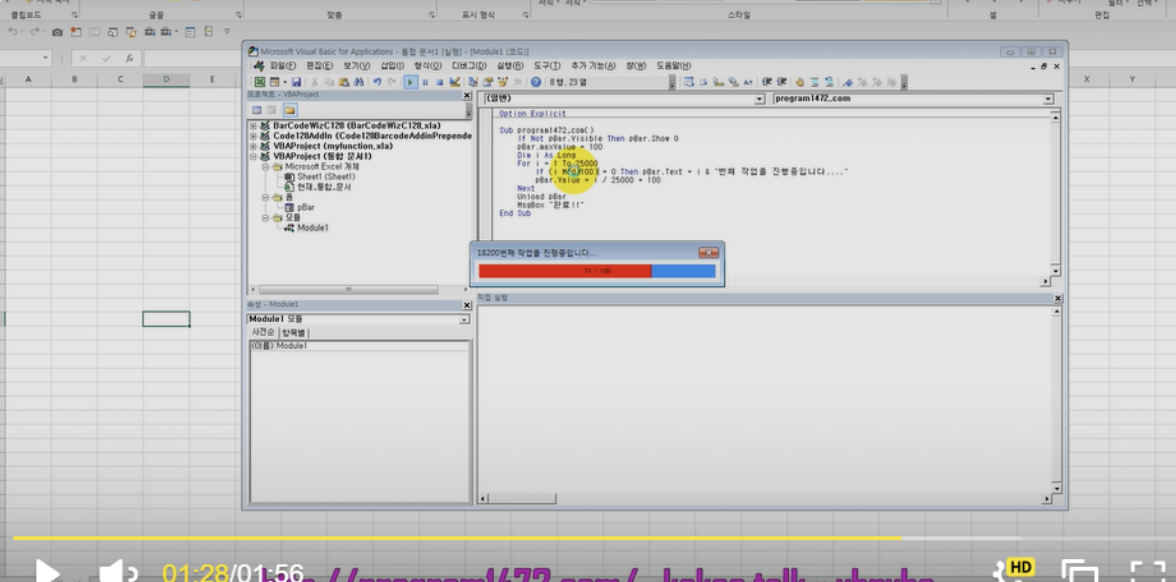 클립보드
글꼴
맞춤
표시 형식
스타일
셀
편집
A B C D E X Y
Microsoft Visual Basic for Applications - 통합 문서1 [실행] - [Module1 (코드)]
파일(F) 편집(E) 보기(V) 삽입(I) 형식(O) 디버그(D) 실행(R) 도구(T) 추가 기능(A) 창(W) 도움말(H)
8 행, 23 열
프로젝트 - VBAProject
BarCodeWizC128 (BarCodeWizC128.xla)
Code128AddIn (Code128BarcodeAddinPrepende
VBAProject (myfunction.xla)
VBAProject (통합 문서1)
Microsoft Excel 개체
Sheet1 (Sheet1)
현재_통합_문서
폼
pBar
모듈
Module1
(일반)
program1472_com
Option Explicit
Sub program1472_com()
If Not pBar.Visible Then pBar.Show 0
pBar.maxValue = 100
Dim i As Long
For i = 1 To 25000
If (i Mod 100) = 0 Then pBar.Text = i & "번째 작업을 진행중입니다...."
pBar.Value = i / 25000 * 100
Next
Unload pBar
MsgBox "완료!!"
End Sub
18200번째 작업을 진행중입니다....
73 / 100
속성 - Module1
Module1 모듈
사전순 항목별
(이름) Module1
직접 실행
01:28/01:56
HD